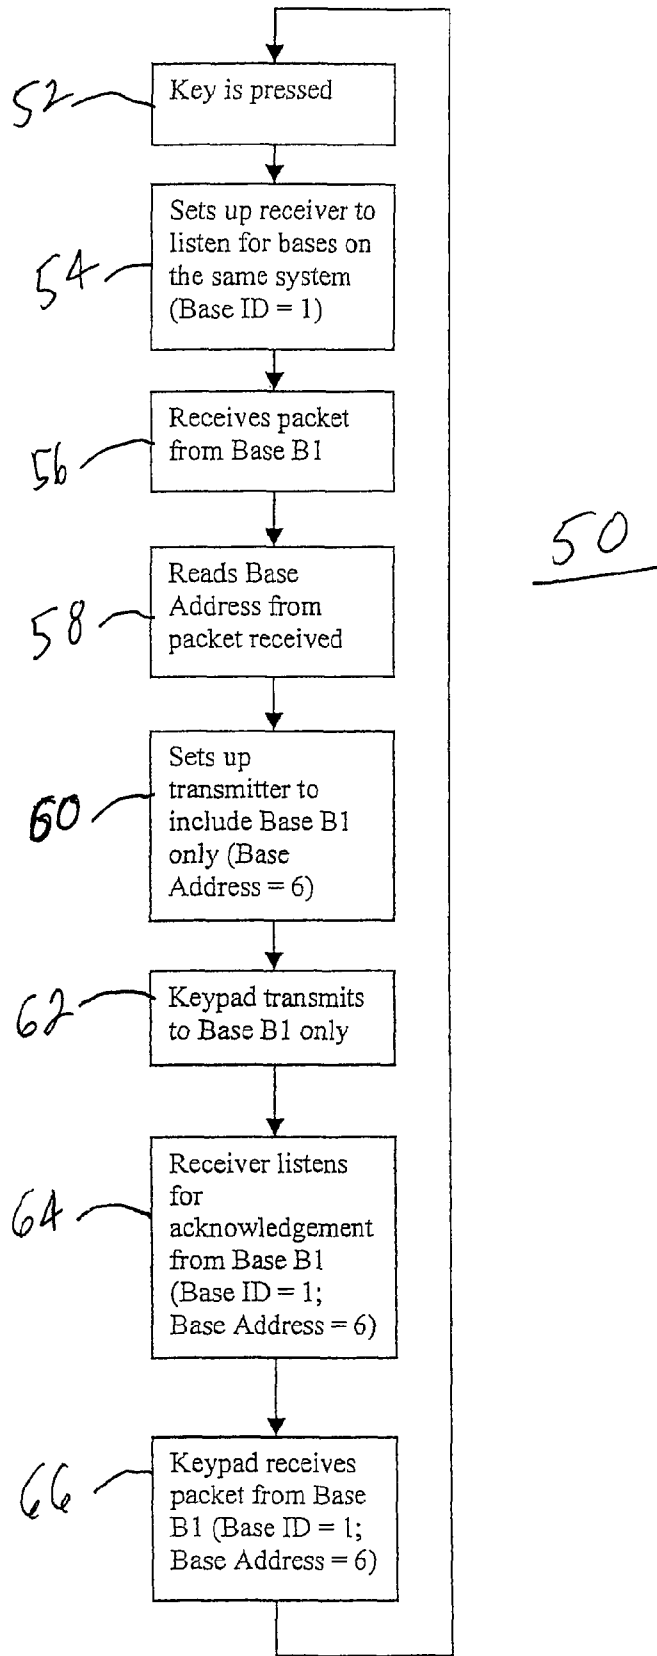 52
Key is pressed
54
Sets up receiver to
listen for bases on
the same system
(Base ID = 1)
56
Receives packet
from Base B1
50
58
Reads Base
Address from
packet received
60
Sets up
transmitter to
include Base B1
only (Base
Address = 6)
62
Keypad transmits
to Base B1 only
64
Receiver listens
for
acknowledgement
from Base B1
(Base ID = 1;
Base Address = 6)
66
Keypad receives
packet from Base
B1 (Base ID = 1;
Base Address = 6)